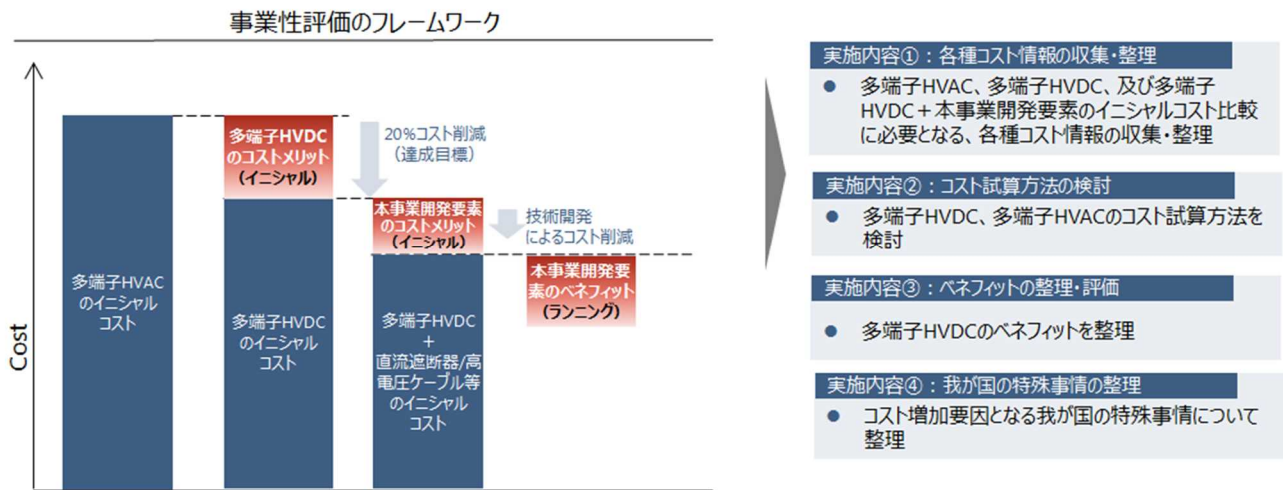 事業性評価のフレームワーク
Cost
多端子HVAC
のイニシャル
コスト
多端子HVDC
のコストメリット
(イニシャル)
多端子HVDC
のイニシャル
コスト
20%コスト削減
（達成目標）
本事業開発要素
のコストメリット
(イニシャル)
多端子HVDC
+
直流遮断器/高
電圧ケーブル等
のイニシャル
コスト
技術開発
によるコスト削減
本事業開発要
素のベネフィット
(ランニング)
実施内容①：各種コスト情報の収集・整理
● 多端子HVAC、多端子HVDC、及び多端子
HVDC＋本事業開発要素のイニシャルコスト比較
に必要となる、各種コスト情報の収集・整理
実施内容②：コスト試算方法の検討
● 多端子HVDC、多端子HVACのコスト試算方法を
検討
実施内容③：ベネフィットの整理・評価
● 多端子HVDCのベネフィットを整理
実施内容④：我が国の特殊事情の整理
● コスト増加要因となる我が国の特殊事情について
整理